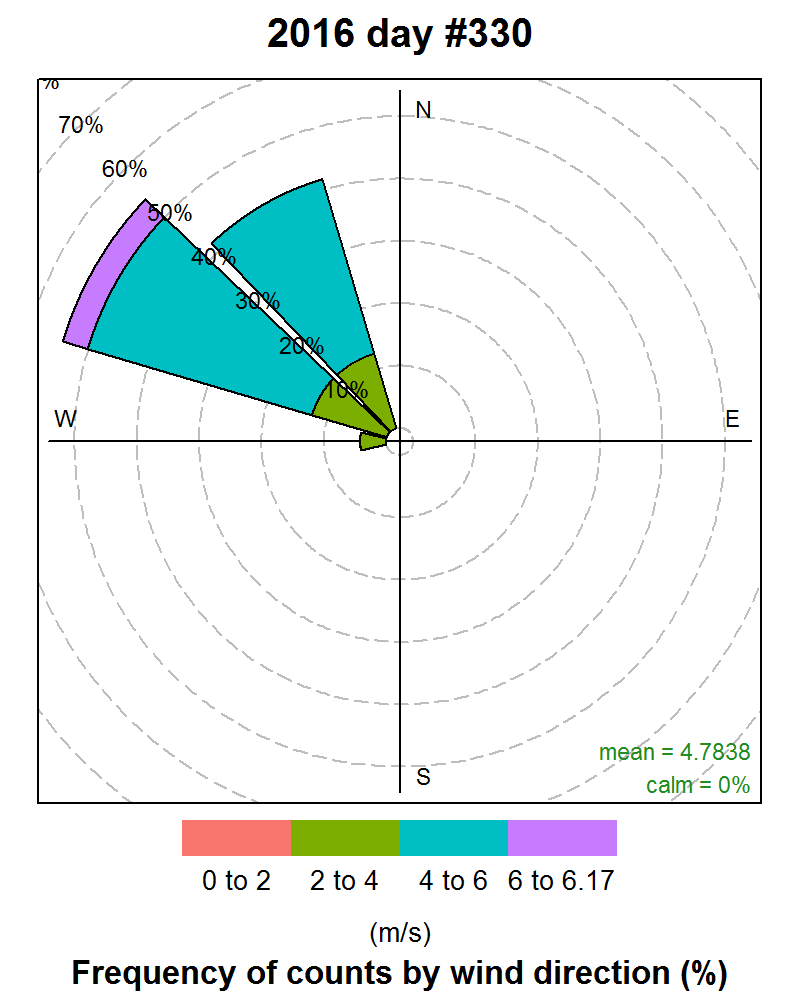 2016 day #330
%
70%
60%
50%
40%
30%
20%
10%
N
W
E
S
mean = 4.7838
calm = 0%
0 to 2
2 to 4
4 to 6
6 to 6.17
(m/s)
Frequency of counts by wind direction (%)